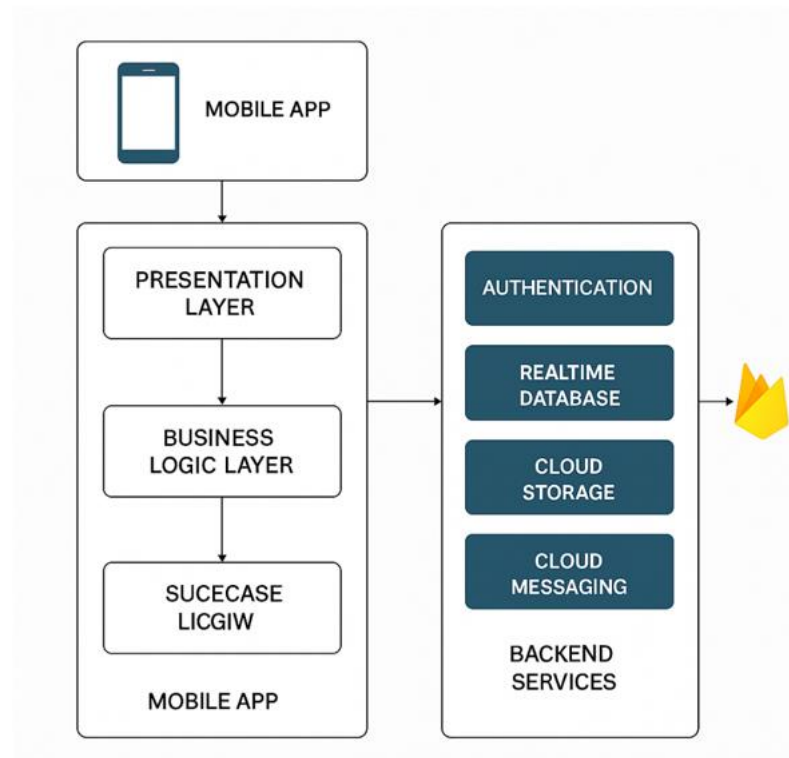 MOBILE APP
PRESENTATION
LAYER
BUSINESS
LOGIC LAYER
SUCECASE
LICGIW
MOBILE APP
AUTHENTICATION
REALTIME
DATABASE
CLOUD
STORAGE
CLOUD
MESSAGING
BACKEND
SERVICES